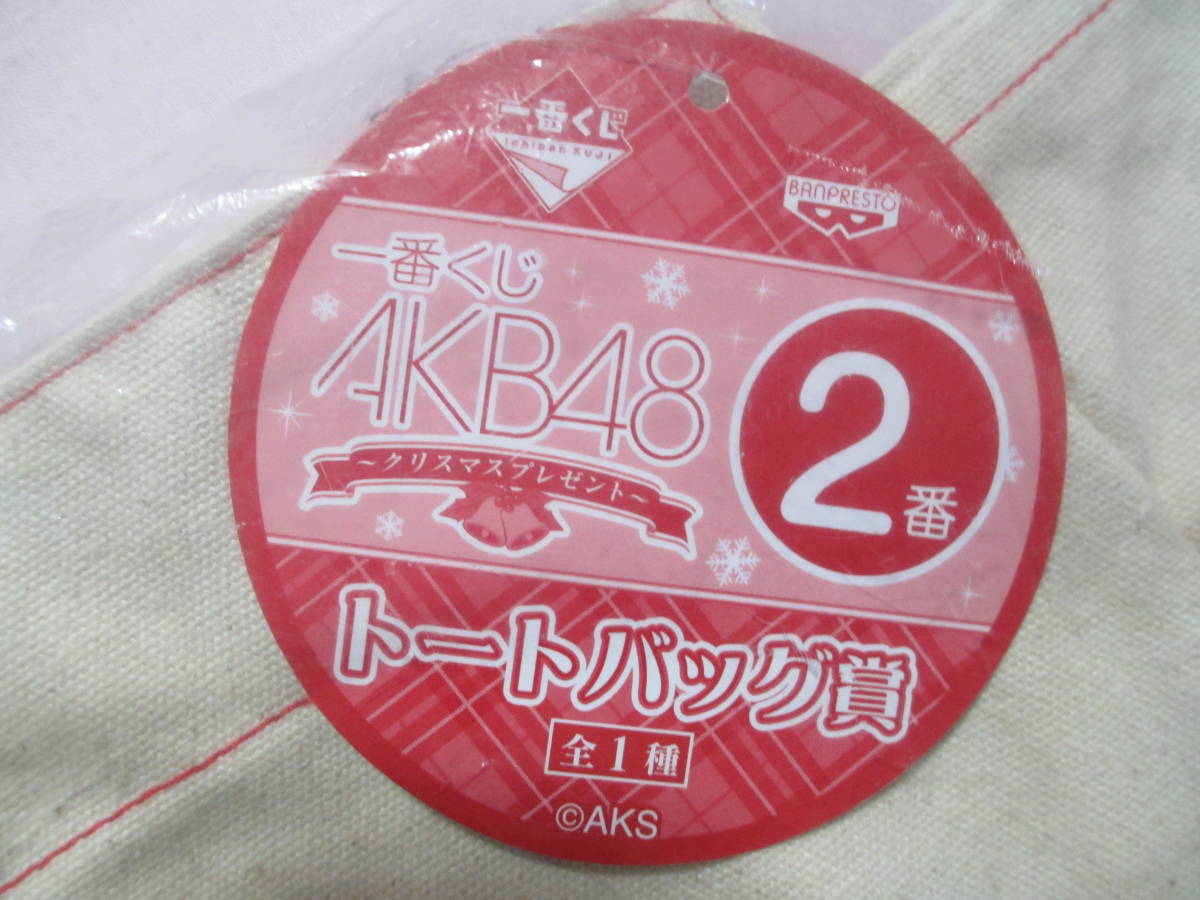 一番くじ
Ichiban KUJI
BANPRESTO
一番くじ
AKB48
～クリスマスプレゼント～
2番
トートバッグ賞
全1種
©AKS